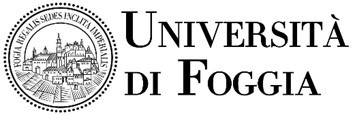 FOGIA REGALIS SEDES INCLITA IMPERIALIS
UNIVERSITÀ
DI FOGGIA